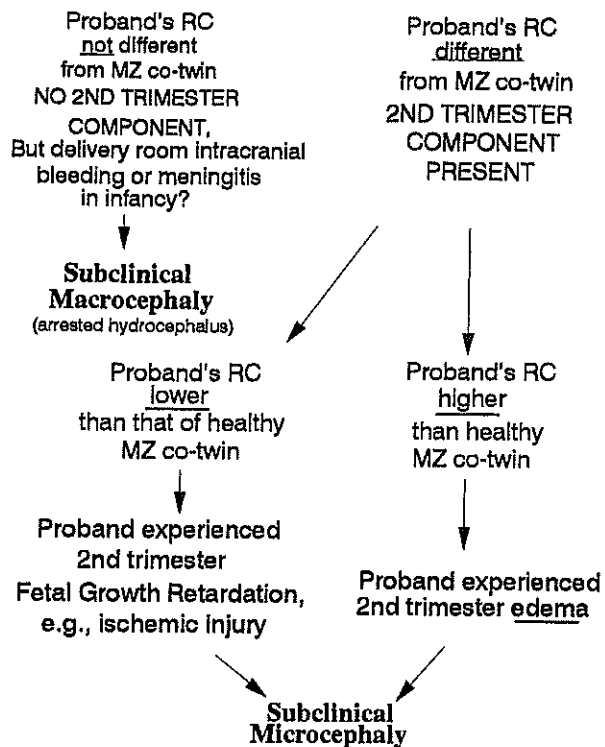 Proband's RC
not different
from MZ co-twin
NO 2ND TRIMESTER
COMPONENT,
But delivery room intracranial
bleeding or meningitis
in infancy?
Subclinical
Macrocephaly
(arrested hydrocephalus)
Proband's RC
different
from MZ co-twin
2ND TRIMESTER
COMPONENT
PRESENT
Proband's RC
lower
than that of healthy
MZ co-twin
Proband experienced
2nd trimester
Fetal Growth Retardation,
e.g., ischemic injury
Proband's RC
higher
than healthy
MZ co-twin
Proband experienced
2nd trimester edema
Subclinical
Microcephaly